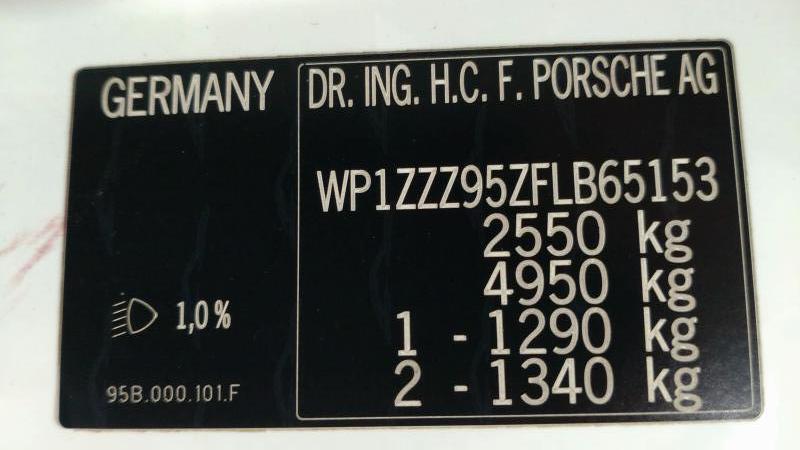 GERMANY
1,0%
95B.000.101.F
DR. ING. H.C. F. PORSCHE AG
WP1ZZZ95ZFLB65153
2550 kg
4950 kg
1 - 1290 kg
2 - 1340 kg